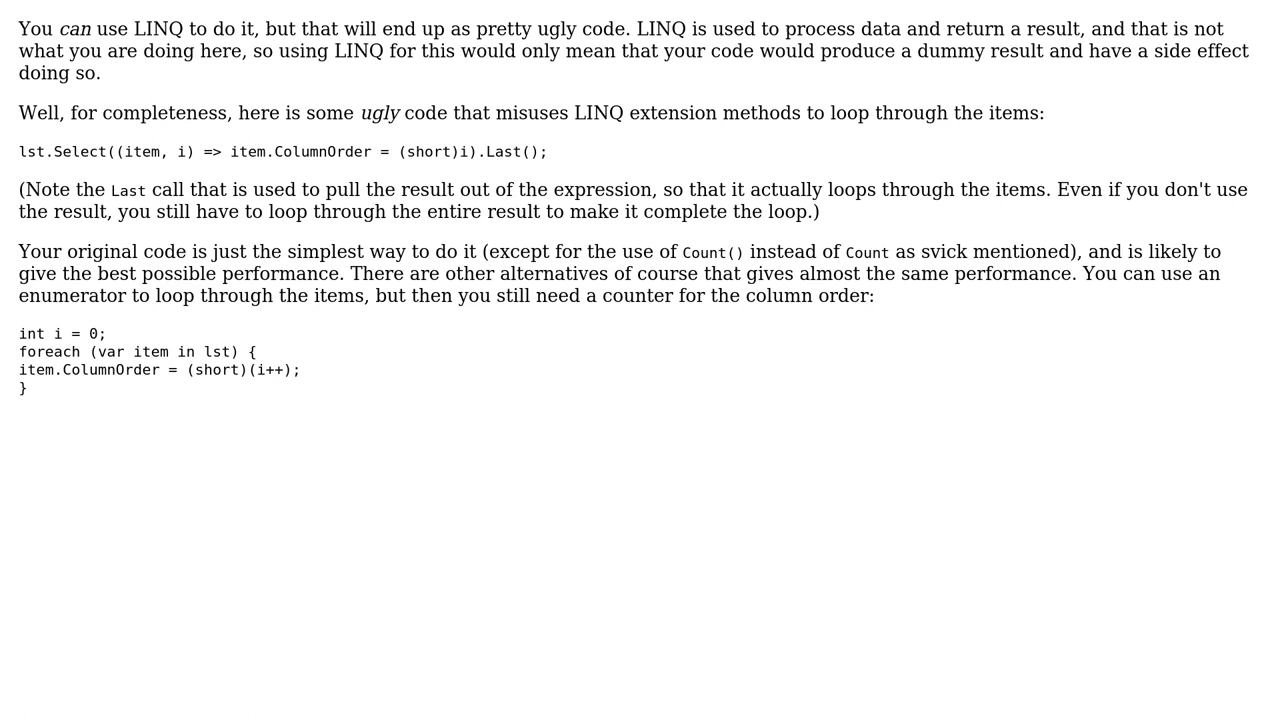 You can use LINQ to do it, but that will end up as pretty ugly code. LINQ is used to process data and return a result, and that is not
what you are doing here, so using LINQ for this would only mean that your code would produce a dummy result and have a side effect
doing so.
Well, for completeness, here is some ugly code that misuses LINQ extension methods to loop through the items:
lst.Select((item, i) => item.ColumnOrder = (short)i).Last();
(Note the Last call that is used to pull the result out of the expression, so that it actually loops through the items. Even if you don't use
the result, you still have to loop through the entire result to make it complete the loop.)
Your original code is just the simplest way to do it (except for the use of Count() instead of Count as svick mentioned), and is likely to
give the best possible performance. There are other alternatives of course that gives almost the same performance. You can use an
enumerator to loop through the items, but then you still need a counter for the column order:
int i = 0;
foreach (var item in lst) {
item.ColumnOrder = (short)(i++);
}